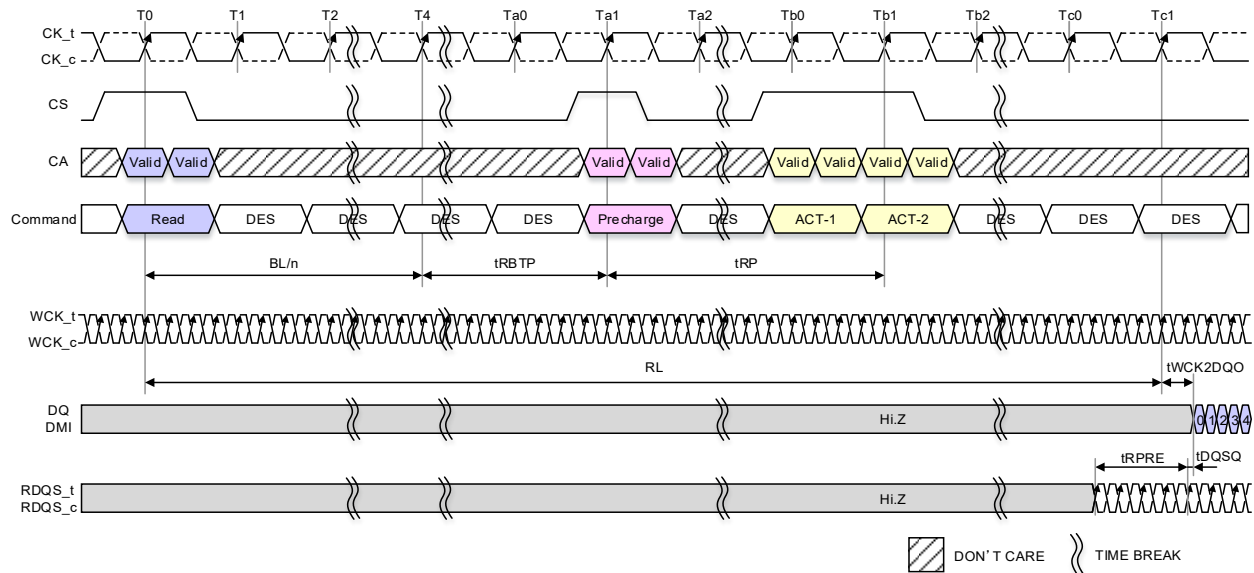 T0 T1 T2 T4 Ta0 Ta1 Ta2 Tb0 Tb1 Tb2 Tc0 Tc1
CK_t
CK_c
CS
CA Valid Valid Valid Valid Valid Valid Valid Valid
Command Read DES DES DES DES Precharge DES ACT-1 ACT-2 DES DES DES
BL/n tRBTP tRP
WCK_t
WCK_c
RL tWCK2DQO
DQ
DMI
Hi.Z 0 1 2 3 4
tRPRE tDQSQ
RDQS_t
RDQS_c
Hi.Z
DON'T CARE TIME BREAK